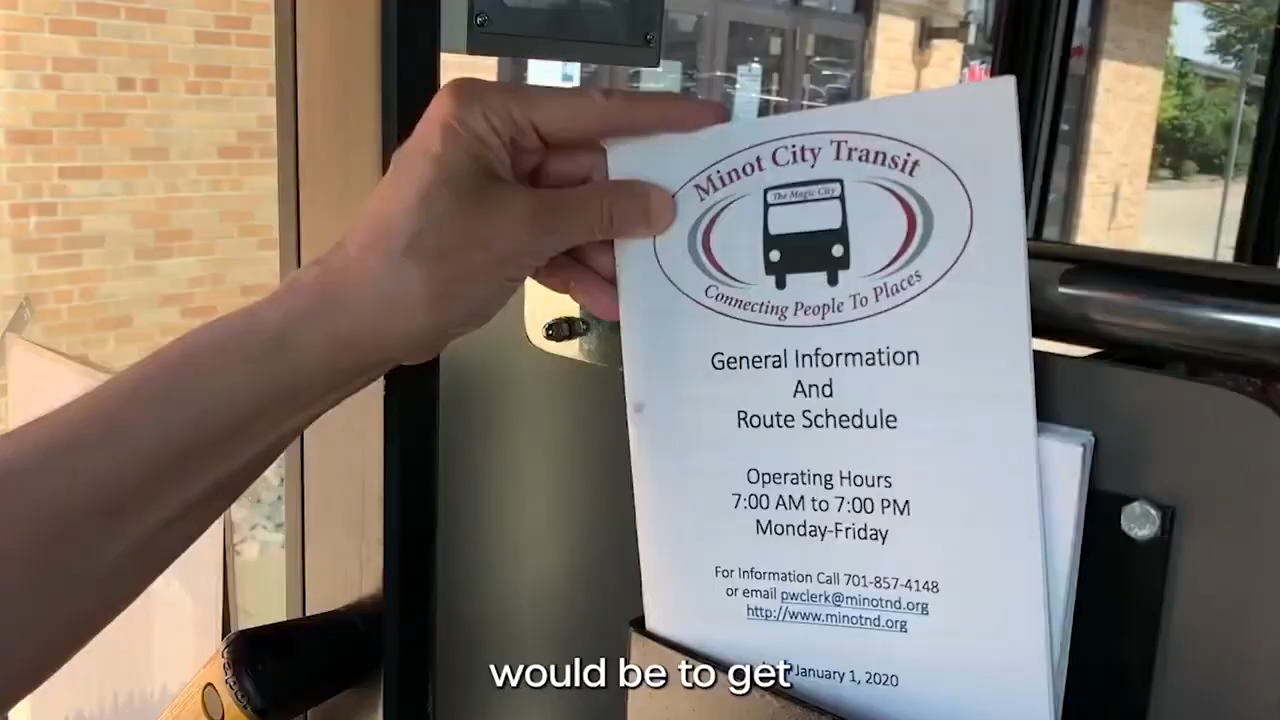 Minot City Transit
The Magic City
Connecting People To Places
General Information
And
Route Schedule
Operating Hours
7:00 AM to 7:00 PM
Monday-Friday
For Information Call 701-857-4148
or email pwclerk@minotnd.org
http://www.minotnd.org
January 1, 2020
would be to get